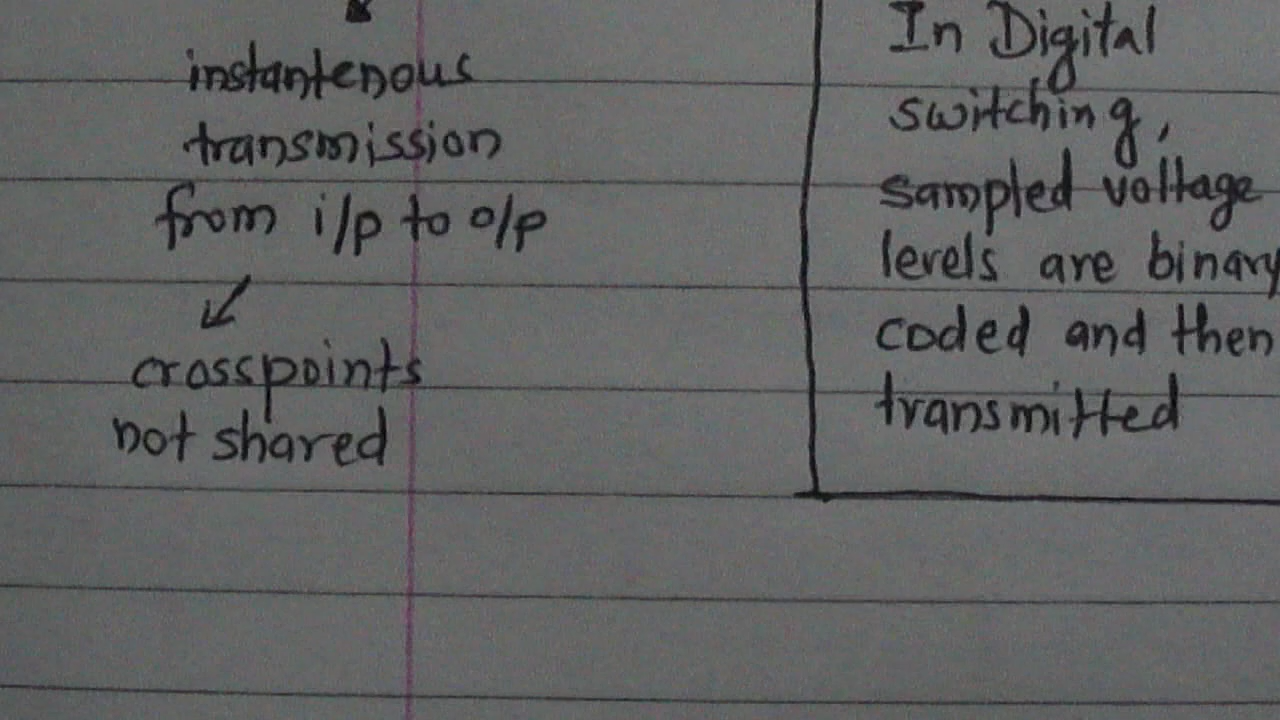 instantenous
transmission
from i/p to o/p
crosspoints
not shared
In Digital
switching,
sampled voltage
levels are binary
coded and then
transmitted